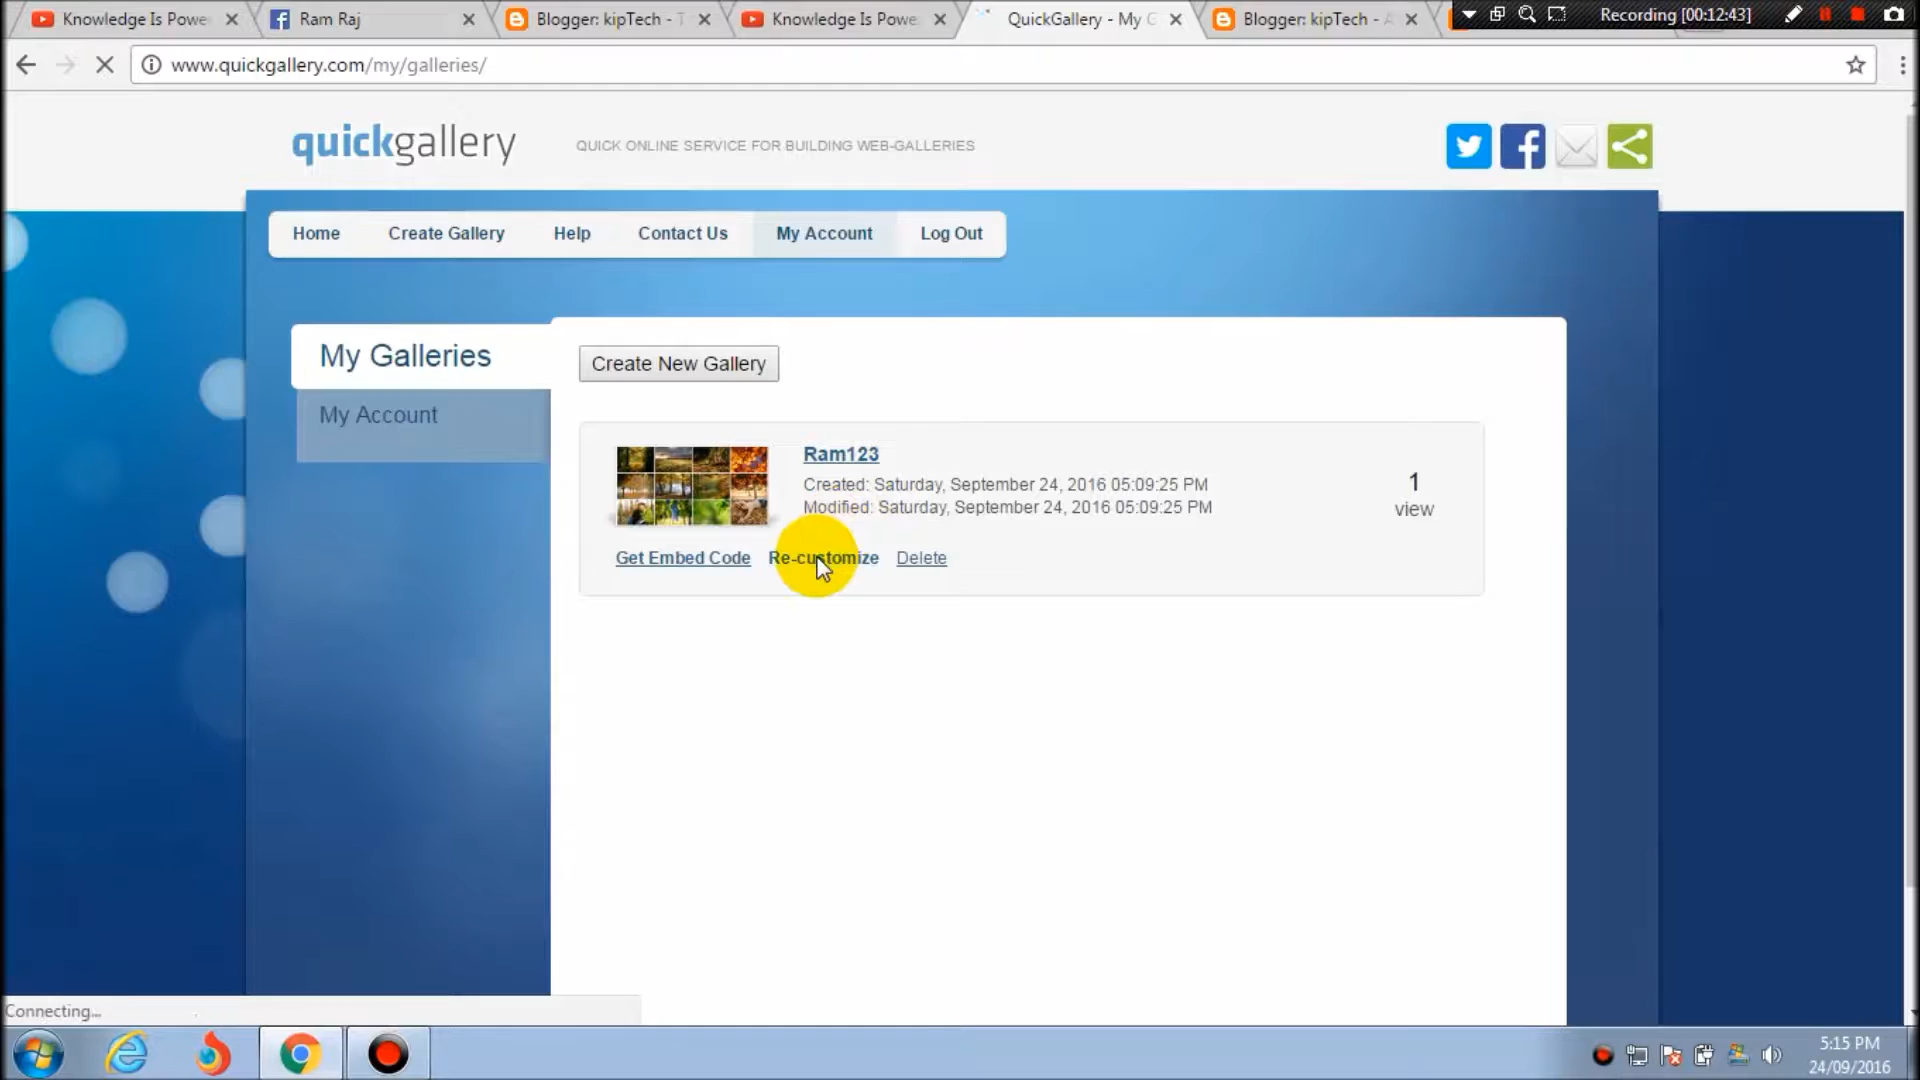 Knowledge Is Powe
Ram Raj
Blogger: kipTech - T
Knowledge Is Powe
QuickGallery - My G
Blogger: kipTech - A
Recording [00:12:43]
www.quickgallery.com/my/galleries/
quickgallery
QUICK ONLINE SERVICE FOR BUILDING WEB-GALLERIES
Home
Create Gallery
Help
Contact Us
My Account
Log Out
My Galleries
My Account
Create New Gallery
Ram123
Created: Saturday, September 24, 2016 05:09:25 PM
Modified: Saturday, September 24, 2016 05:09:25 PM
1
view
Get Embed Code
Re-customize
Delete
Connecting...
5:15 PM
24/09/2016